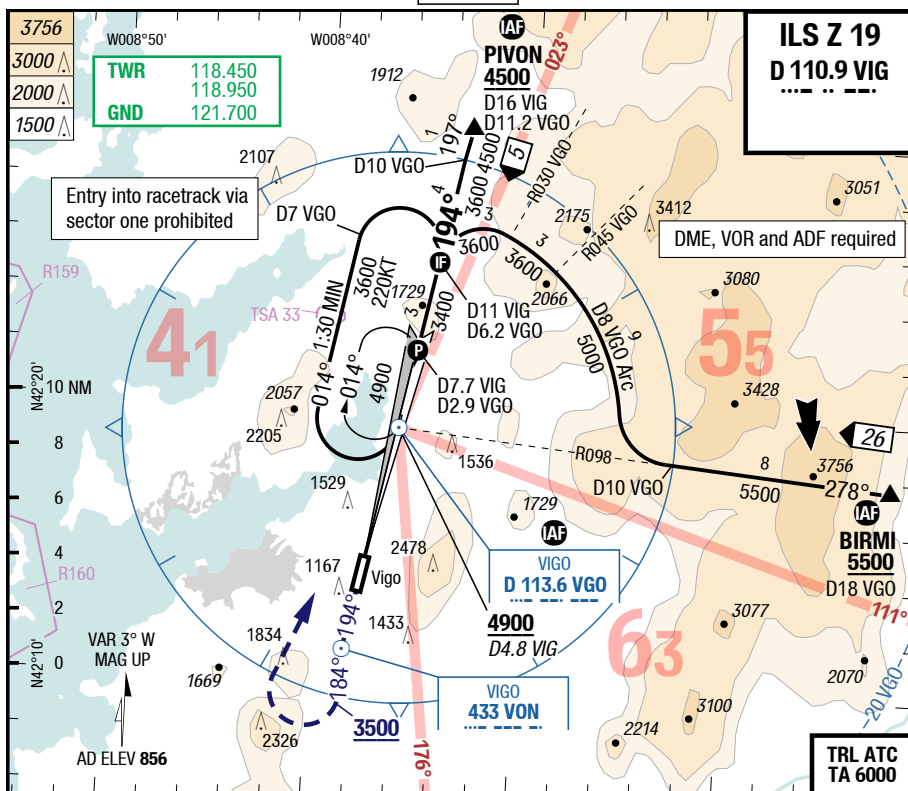 3756
3000
2000
1500
W008°50'
W008°40'
TWR 118.450
118.950
GND 121.700
IAF
PIVON
4500
D16 VIG
D11.2 VGO
023°
ILS Z 19
D 110.9 VIG
1912
1
197°
D10 VGO
3600 4500
5
R030 VGO
2107
Entry into racetrack via
sector one prohibited
D7 VGO
4
194°
3
3600
3
3600
2175
R045 VGO
3412
3051
DME, VOR and ADF required
R159
3600
220KT
1:30 MIN
1729
IF
D11 VIG
D6.2 VGO
2066
3080
TSA 33
3
3400
D8 VGO Arc
9
5000
41
55
014°
014°
4900
P
D7.7 VIG
D2.9 VGO
N42°20'
10 NM
2057
2205
3428
26
8
1536
R098
D10 VGO
8
5500
3756
278°
IAF
BIRMI
5500
D18 VGO
6
1529
1729
IAF
4
1167
Vigo
2478
VIGO
D 113.6 VGO
R160
2
1433
4900
D4.8 VIG
111°
3077
63
VAR 3° W
MAG UP
N42°10'
0
1834
1669
194°
184°
3500
VIGO
433 VON
2070
20 VGO
3100
2214
2326
176°
AD ELEV 856
TRL ATC
TA 6000